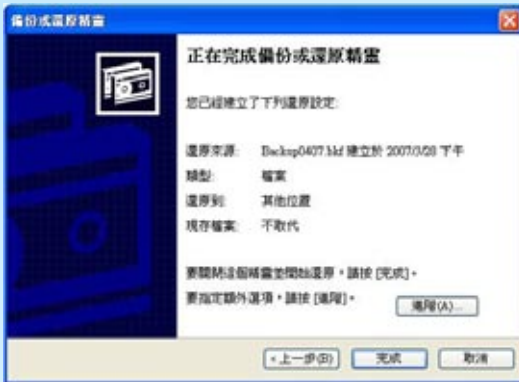 備份或還原精靈
正在完成備份或還原精靈
您已經建立了下列還原設定:
還原來源: Backup0407.bkf 建立於 2007/3/28 下午
類型: 檔案
還原到: 其他位置
現存檔案: 不取代
要關閉這個精靈並開始還原，請按 [完成]。
要指定額外選項，請按 [進階]。
進階(A)...
<上一步(B)
完成
取消